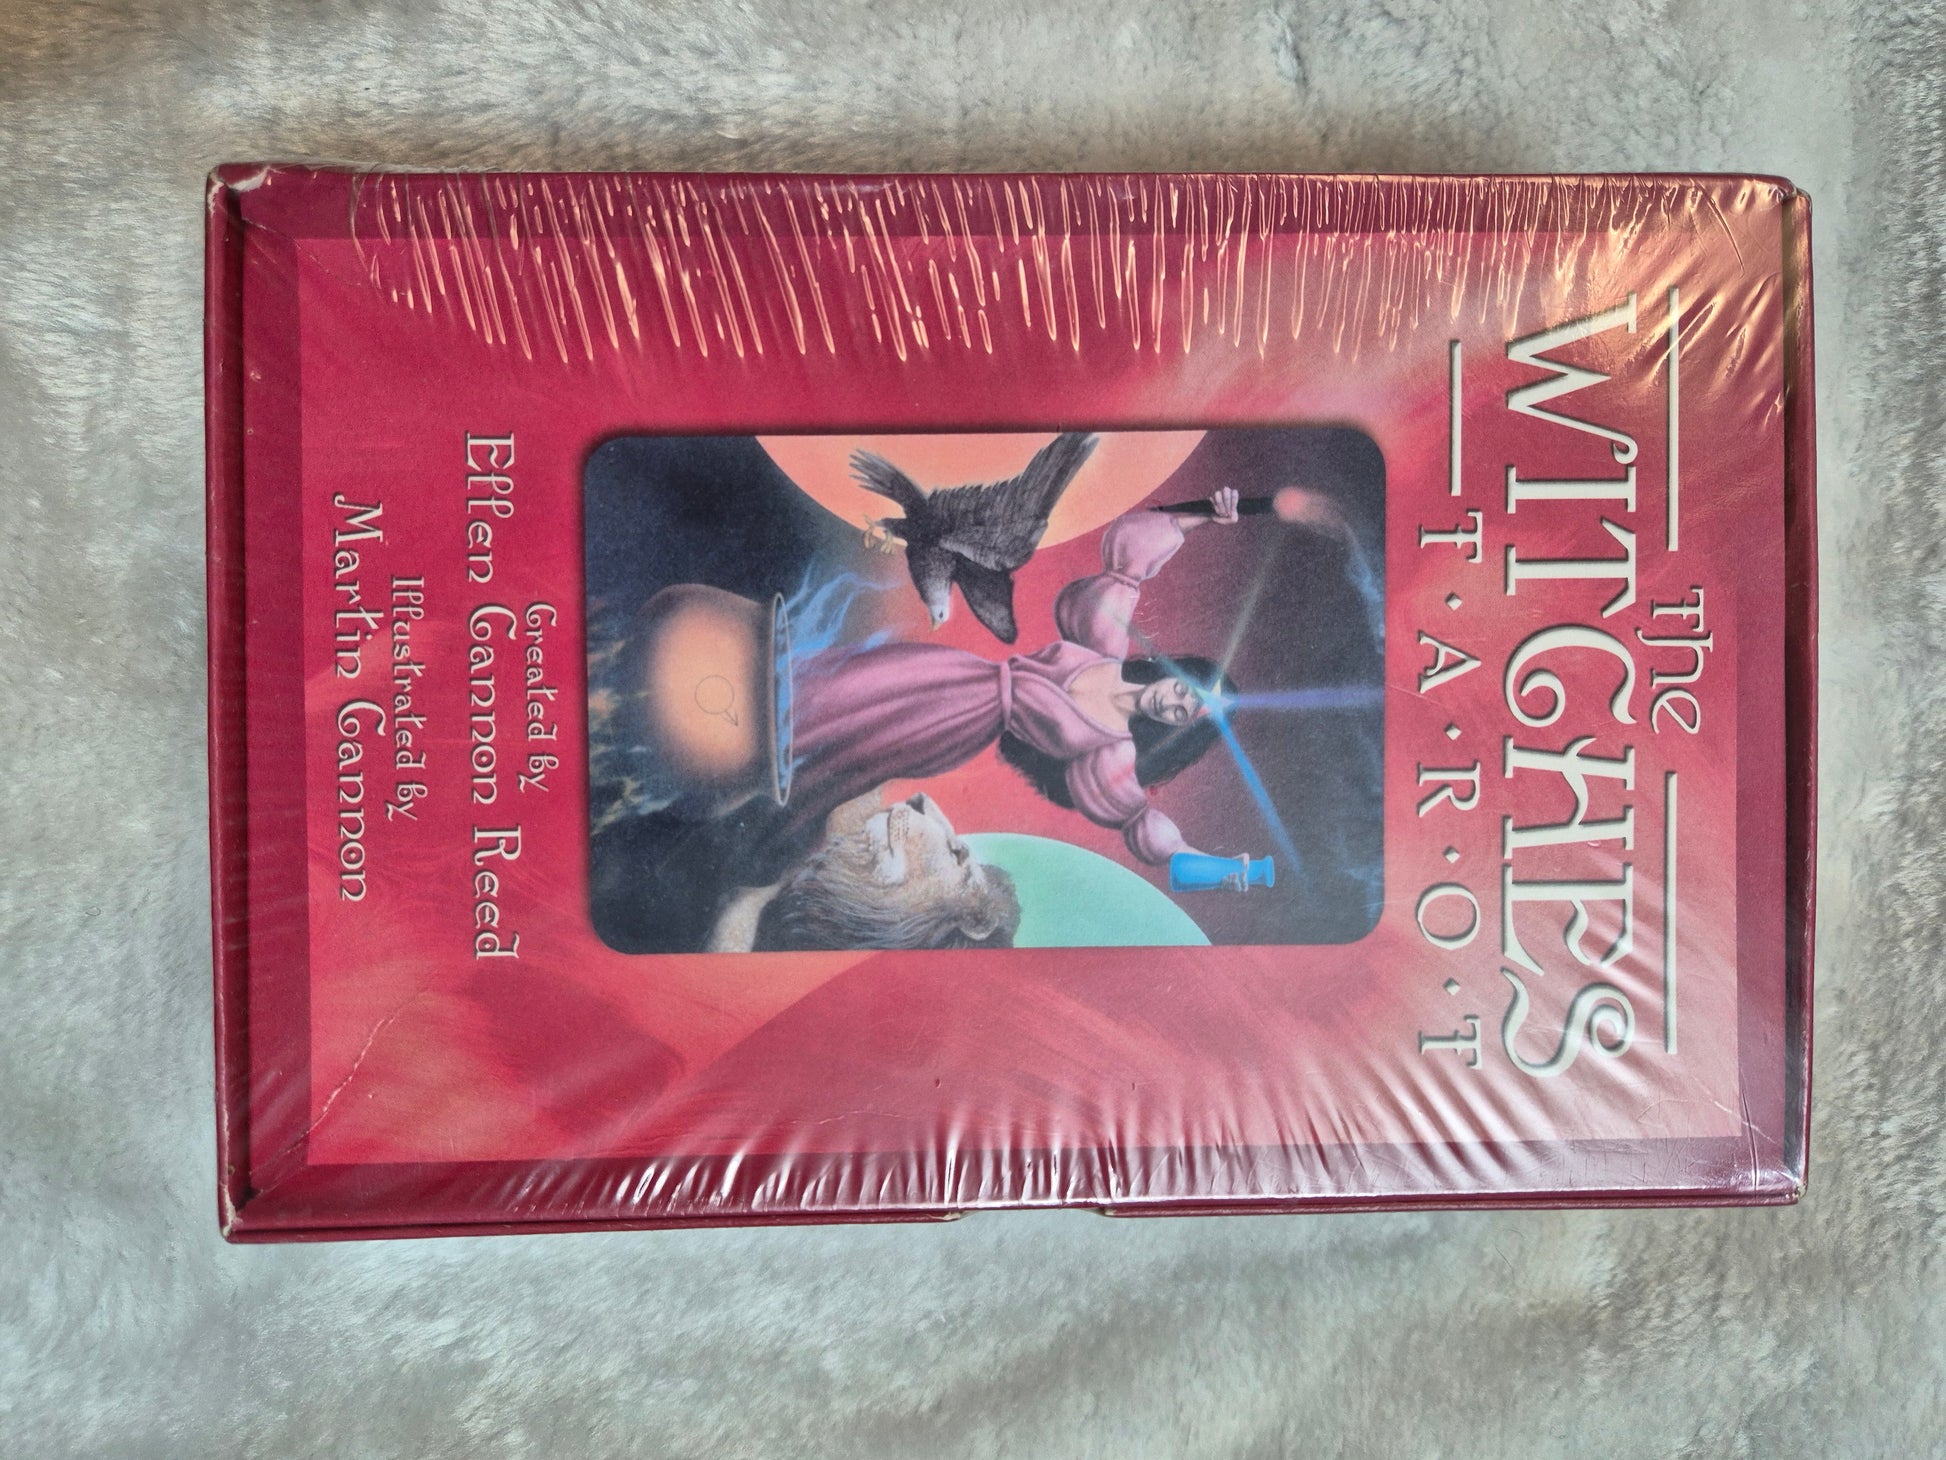 The
WITCHES
T·A·R·O·T
Created by
Ellen Cannon Reed
Illustrated by
Martin Cannon